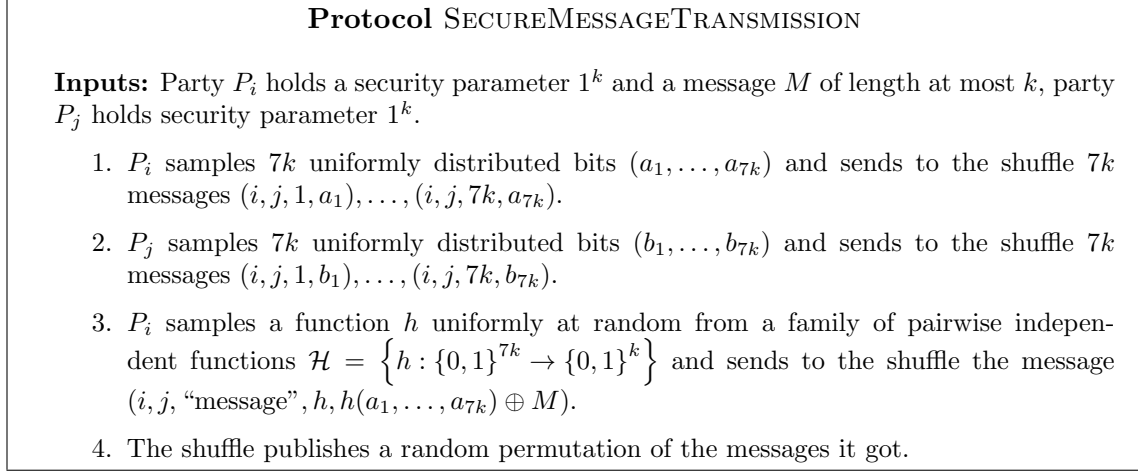 Protocol SECUREMESSAGETRANSMISSION
Inputs: Party P_i holds a security parameter 1^k and a message M of length at most k, party
P_j holds security parameter 1^k.
1. P_i samples 7k uniformly distributed bits (a_1, . . . , a_{7k}) and sends to the shuffle 7k
messages (i, j, 1, a_1), . . . , (i, j, 7k, a_{7k}).
2. P_j samples 7k uniformly distributed bits (b_1, . . . , b_{7k}) and sends to the shuffle 7k
messages (i, j, 1, b_1), . . . , (i, j, 7k, b_{7k}).
3. P_i samples a function h uniformly at random from a family of pairwise indepen-
dent functions H = {h : {0, 1}^{7k} → {0, 1}^k} and sends to the shuffle the message
(i, j, “message”, h, h(a_1, . . . , a_{7k}) ⊕ M).
4. The shuffle publishes a random permutation of the messages it got.